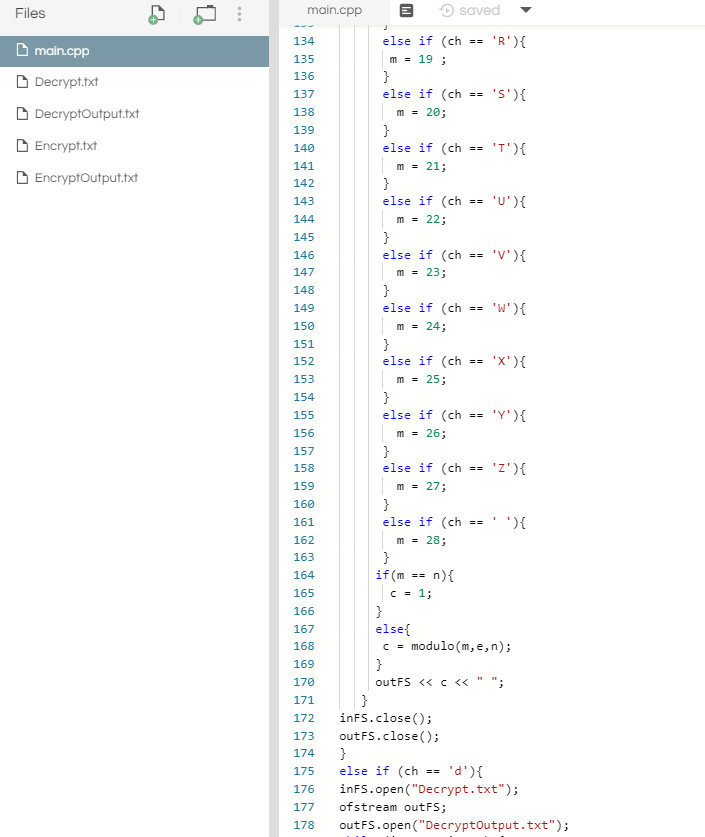 Files
main.cpp
Decrypt.txt
DecryptOutput.txt
Encrypt.txt
EncryptOutput.txt
main.cpp saved
133 }
134 else if (ch == 'R'){
135 m = 19 ;
136 }
137 else if (ch == 'S'){
138 m = 20;
139 }
140 else if (ch == 'T'){
141 m = 21;
142 }
143 else if (ch == 'U'){
144 m = 22;
145 }
146 else if (ch == 'V'){
147 m = 23;
148 }
149 else if (ch == 'W'){
150 m = 24;
151 }
152 else if (ch == 'X'){
153 m = 25;
154 }
155 else if (ch == 'Y'){
156 m = 26;
157 }
158 else if (ch == 'Z'){
159 m = 27;
160 }
161 else if (ch == ' '){
162 m = 28;
163 }
164 if(m == n){
165 c = 1;
166 }
167 else{
168 c = modulo(m,e,n);
169 }
170 outFS << c << " ";
171 }
172 inFS.close();
173 outFS.close();
174 }
175 else if (ch == 'd'){
176 inFS.open("Decrypt.txt");
177 ofstream outFS;
178 outFS.open("DecryptOutput.txt");